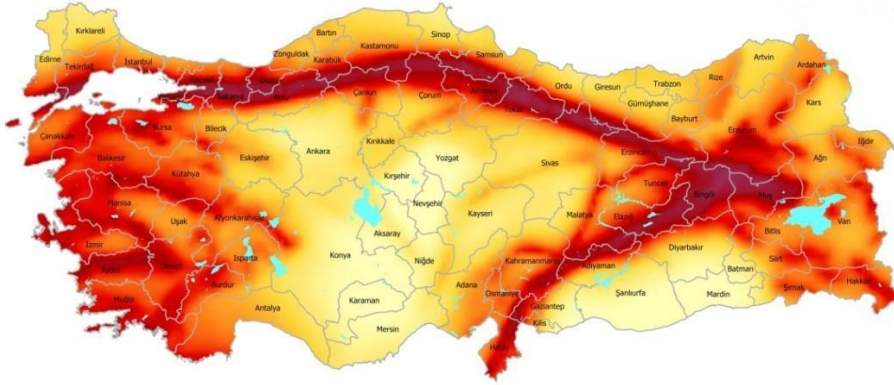 Kırklareli
Edirne
Tekirdağ
İstanbul
Zonguldak
Bartın
Karabük
Kastamonu
Sinop
Samsun
Ordu
Giresun
Trabzon
Gümüşhane
Rize
Bayburt
Artvin
Ardahan
Kars
Iğdır
Ağrı
Erzurum
Erzincan
Çanakkale
Balıkesir
Bursa
Bilecik
Kütahya
Eskişehir
Ankara
Çankırı
Çorum
Amasya
Tokat
Kırıkkale
Yozgat
Sivas
Kırşehir
Nevşehir
Kayseri
Manisa
Uşak
Afyonkarahisar
İzmir
Aydın
Denizli
Isparta
Burdur
Muğla
Antalya
Konya
Aksaray
Niğde
Karaman
Mersin
Adana
Osmaniye
Kahramanmaraş
Malatya
Elazığ
Tunceli
Bingöl
Muş
Bitlis
Van
Diyarbakır
Adıyaman
Şanlıurfa
Gaziantep
Kilis
Hatay
Batman
Mardin
Siirt
Şırnak
Hakkari